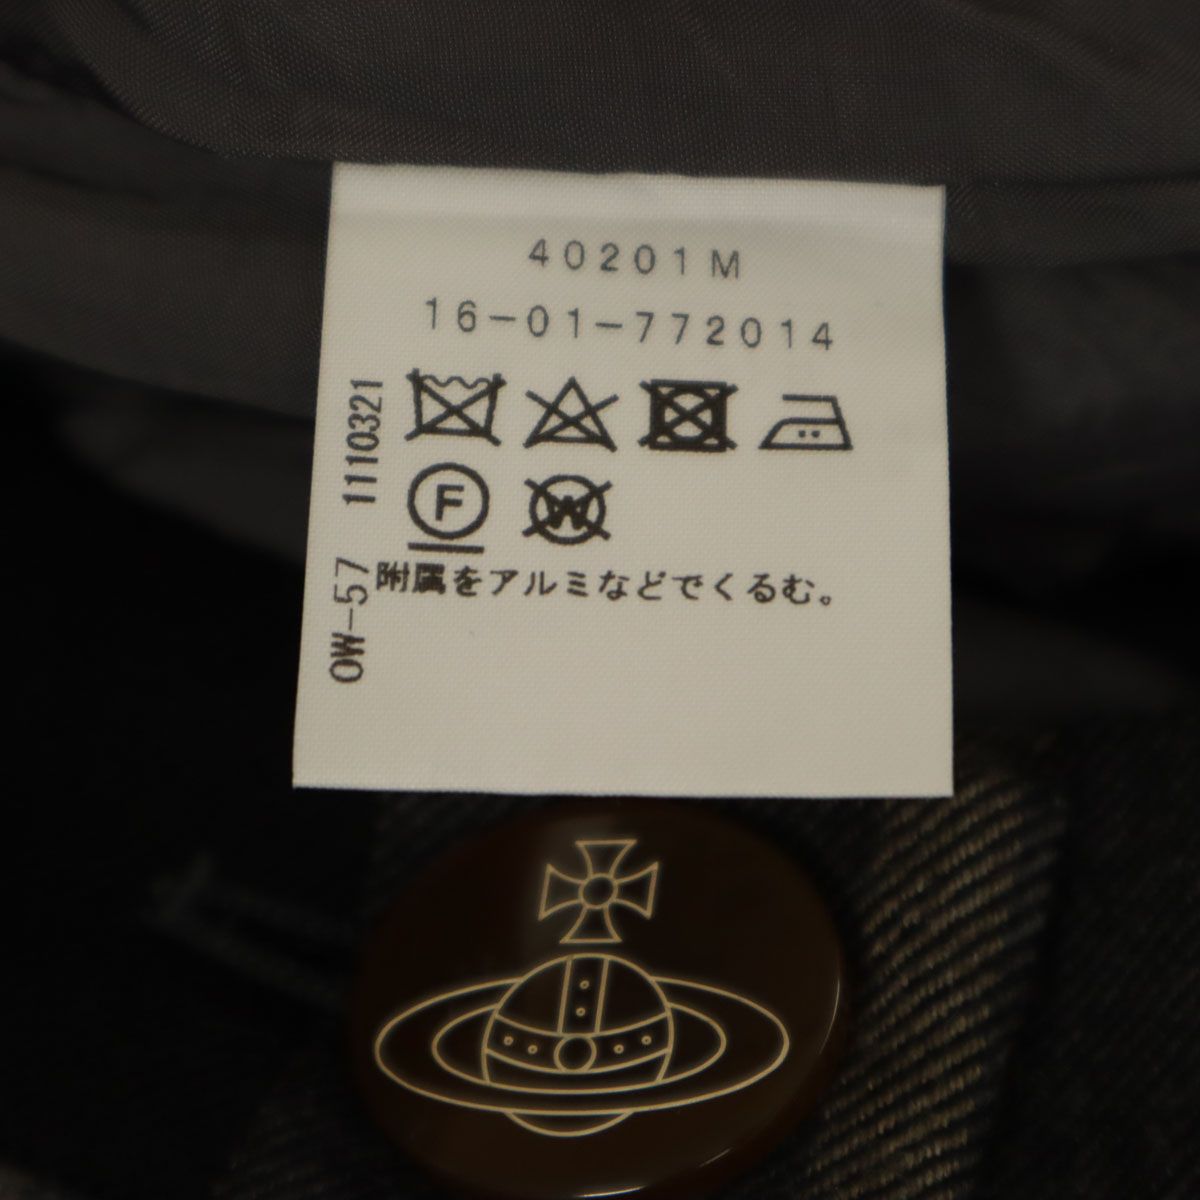 40201M
16-01-772014
F
W
附属をアルミなどでくるむ。
OW-57 1110321